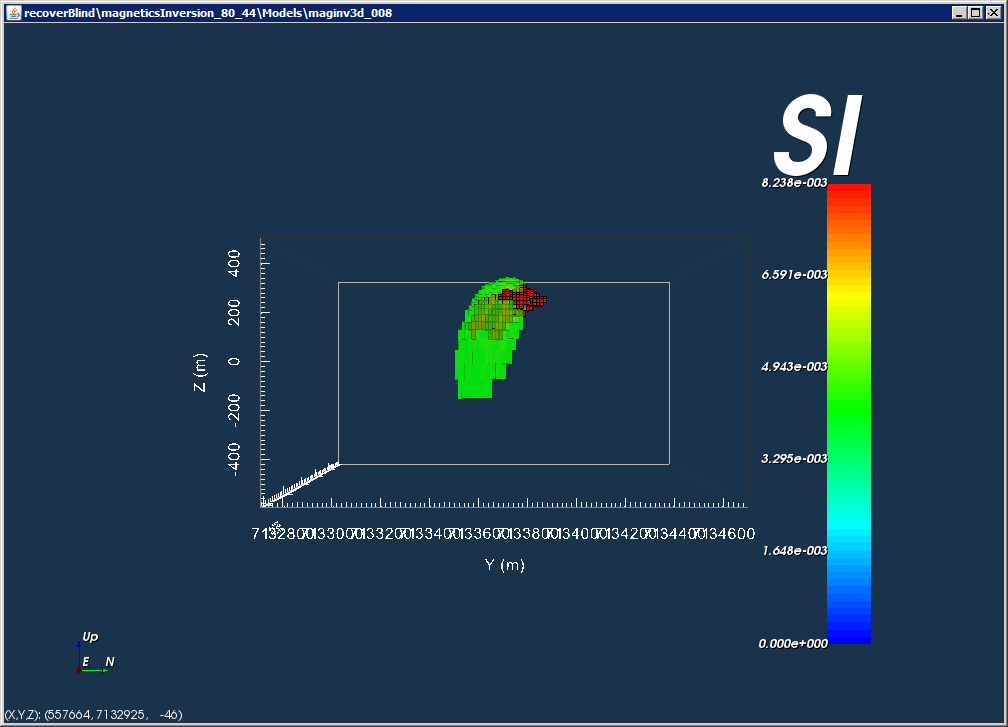 recoverBlind\magneticsInversion_80_44\Models\maginv3d_008
SI
8.238e-003
6.591e-003
4.943e-003
3.295e-003
1.648e-003
0.000e+000
400
200
0
-200
-400
Z (m)
7132800 7133000 7133200 7133400 7133600 7133800 7134000 7134200 7134400 7134600
Y (m)
Up
E N
(X,Y,Z): (557664, 7132925, -46)